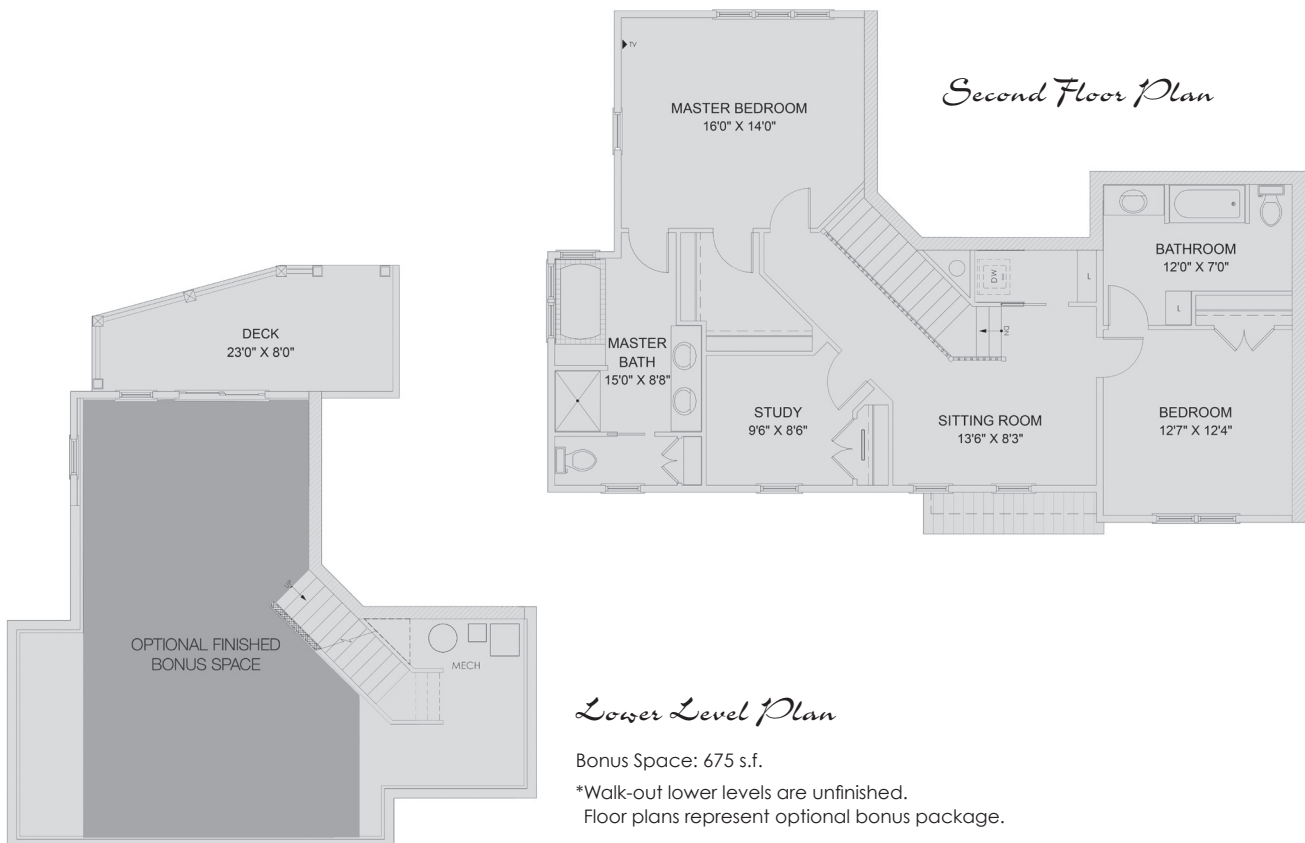 Second Floor Plan
TV
MASTER BEDROOM
16'0" X 14'0"
BATHROOM
12'0" X 7'0"
L
L
DW
DN
MASTER
BATH
15'0" X 8'8"
STUDY
9'6" X 8'6"
SITTING ROOM
13'6" X 8'3"
BEDROOM
12'7" X 12'4"
DECK
23'0" X 8'0"
UP
OPTIONAL FINISHED
BONUS SPACE
MECH
Lower Level Plan
Bonus Space: 675 s.f.
*Walk-out lower levels are unfinished.
Floor plans represent optional bonus package.